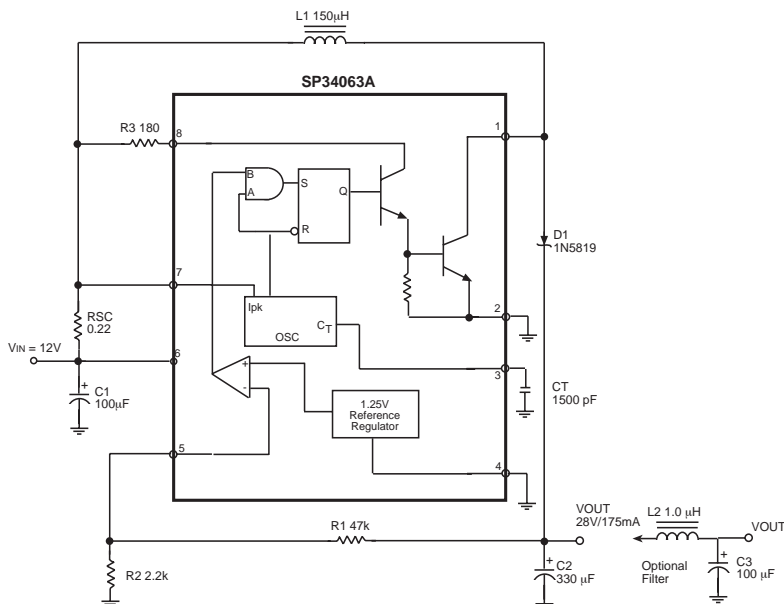 L1 150µH
SP34063A
R3 180
8
1
B
A
S
Q
R
D1
1N5819
7
Ipk
CT
OSC
2
RSC
0.22
VIN = 12V
6
+
C1
100µF
+
-
3
CT
1500 pF
1.25V
Reference
Regulator
5
4
R1 47k
VOUT
28V/175mA
L2 1.0 µH
VOUT
R2 2.2k
+
C2
330 µF
Optional
Filter
+
C3
100 µF